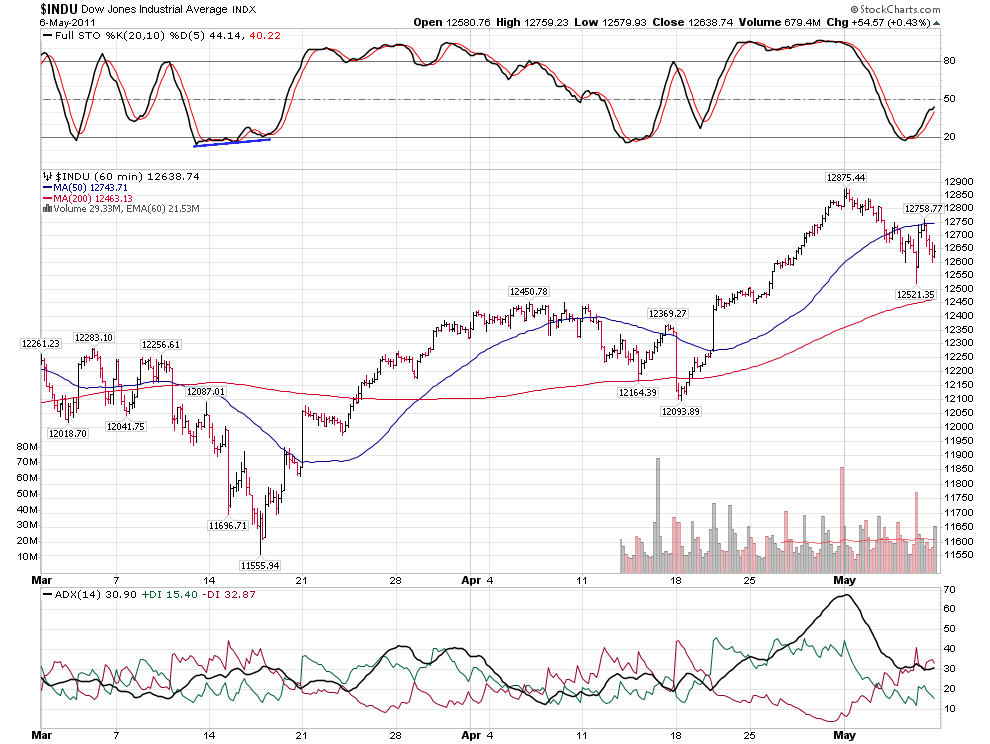 $INDU Dow Jones Industrial Average INDX
© StockCharts.com
6-May-2011
Open 12580.76 High 12759.23 Low 12579.93 Close 12638.74 Volume 679.4M Chg +54.57 (+0.43%)
Full STO %K(20,10) %D(5) 44.14, 40.22
80
50
20
$INDU (60 min) 12638.74
MA(50) 12743.71
MA(200) 12463.13
Volume 29.33M, EMA(60) 21.53M
12875.44
12900
12850
12800
12758.77
12750
12700
12650
12600
12550
12521.35
12500
12450.78
12450
12400
12369.27
12350
12283.10
12261.23
12256.61
12300
12250
12200
12164.39
12150
12100
12093.89
12087.01
12050
12041.75
12018.70
12000
11950
11900
11850
11800
11750
11700
11696.71
11650
11600
11555.94
11550
80M
70M
60M
50M
40M
30M
20M
10M
Mar 7 14 21 28 Apr 4 11 18 25 May
ADX(14) 30.90 +DI 15.40 -DI 32.87
70
60
50
40
30
20
10
Mar 7 14 21 28 Apr 4 11 18 25 May